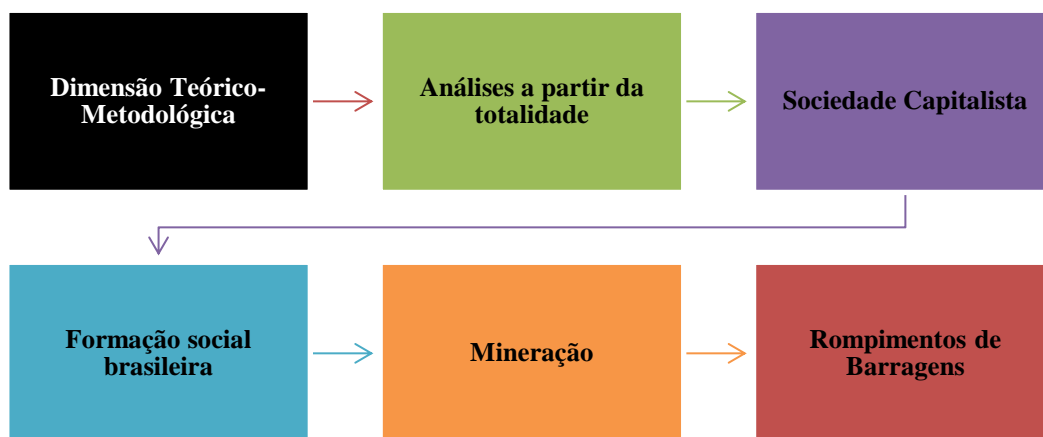 Dimensão Teórico-
Metodológica
Análises a partir da
totalidade
Sociedade Capitalista
Formação social
brasileira
Mineração
Rompimentos de
Barragens